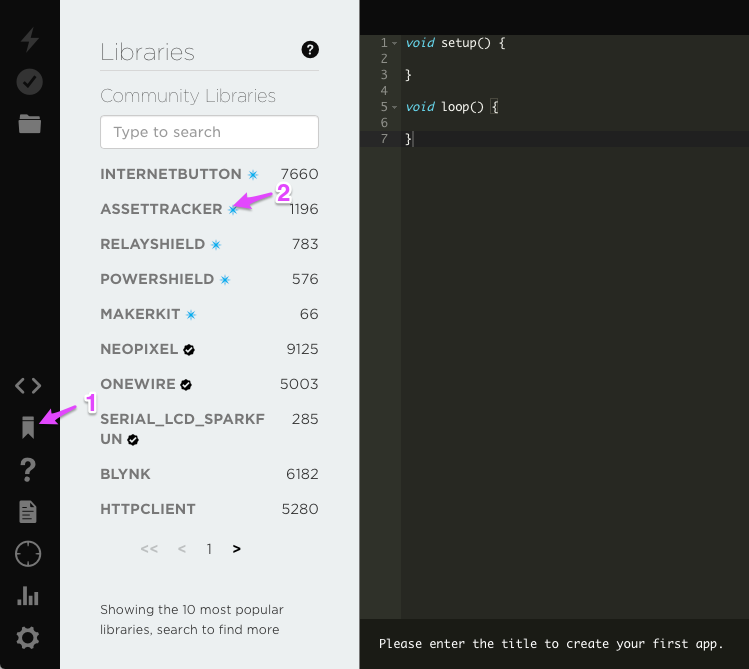 Libraries
?
Community Libraries
Type to search
INTERNETBUTTON 7660
ASSETTRACKER 1196
2
RELAYSHIELD 783
POWERSHIELD 576
MAKERKIT 66
NEOPIXEL 9125
ONEWIRE 5003
1
SERIAL_LCD_SPARKF 285
UN
BLYNK 6182
HTTPCLIENT 5280
<< < 1 >
Showing the 10 most popular
libraries, search to find more
?
1 void setup() {
2
3 }
4
5 void loop() {
6
7 }
Please enter the title to create your first app.